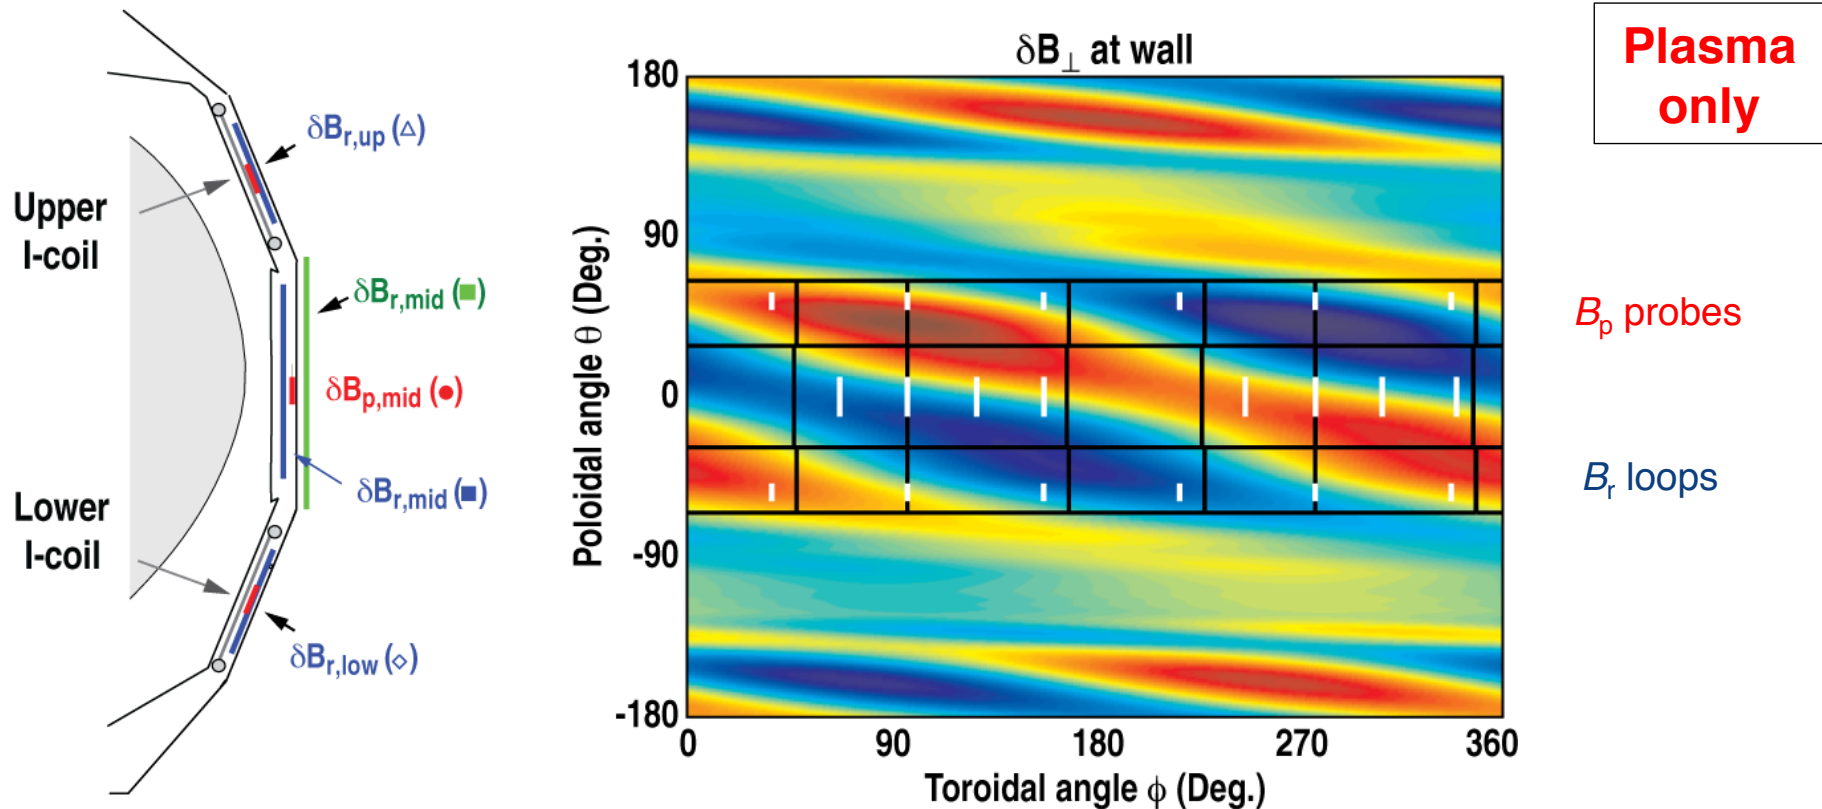 δB⊥ at wall
Plasma
only
δBr,up (△)
Upper
I-coil
δBr,mid (■)
δBp,mid (●)
δBr,mid (■)
Lower
I-coil
δBr,low (◇)
Poloidal angle θ (Deg.)
180
90
0
-90
-180
0 90 180 270 360
Toroidal angle ϕ (Deg.)
Bp probes
Br loops